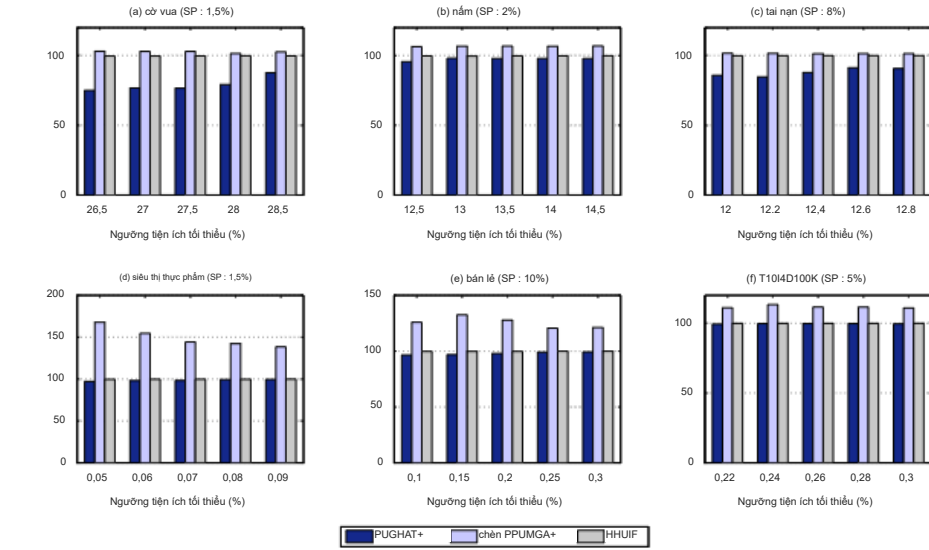 (a) cờ vua (SP : 1,5%)
100
50
0
26,5 27 27,5 28 28,5
Ngưỡng tiện ích tối thiểu (%)
(b) nấm (SP : 2%)
100
50
0
12,5 13 13,5 14 14,5
Ngưỡng tiện ích tối thiểu (%)
(c) tai nạn (SP : 8%)
100
50
0
12 12.2 12,4 12.6 12.8
Ngưỡng tiện ích tối thiểu (%)
(d) siêu thị thực phẩm (SP : 1,5%)
200
150
100
50
0
0,05 0,06 0,07 0,08 0,09
Ngưỡng tiện ích tối thiểu (%)
(e) bán lẻ (SP : 10%)
150
100
50
0
0,1 0,15 0,2 0,25 0,3
Ngưỡng tiện ích tối thiểu (%)
(f) T10I4D100K (SP : 5%)
100
50
0
0,22 0,24 0,26 0,28 0,3
Ngưỡng tiện ích tối thiểu (%)
PUGHAT+ chèn PPUMGA+ HHUIF